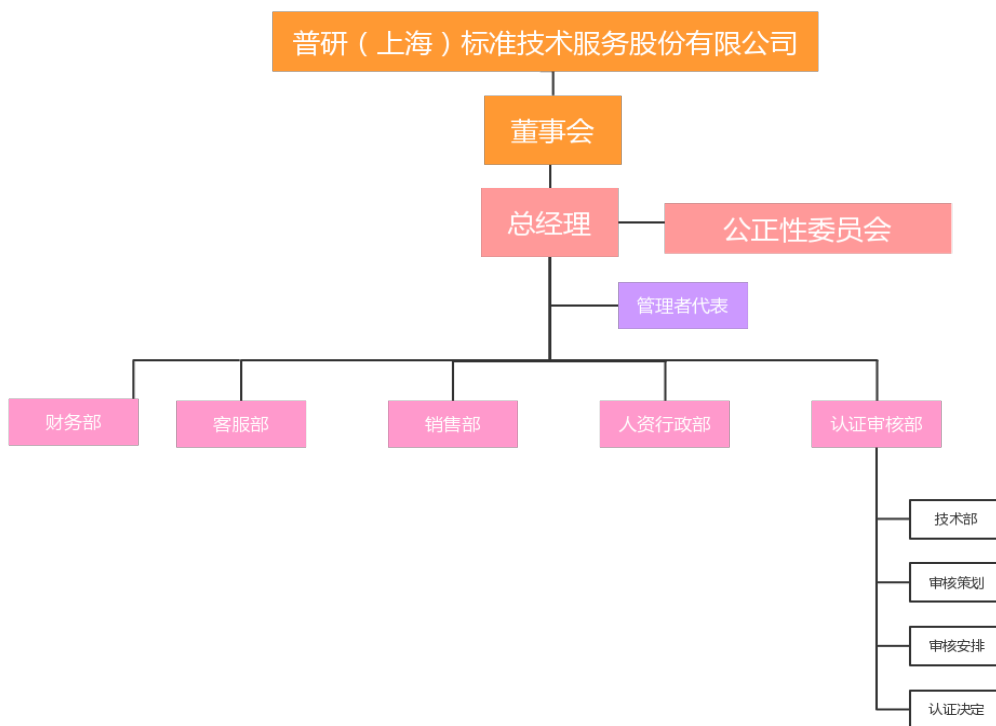 普研（上海）标准技术服务股份有限公司
董事会
总经理
公正性委员会
管理者代表
财务部
客服部
销售部
人资行政部
认证审核部
技术部
审核策划
审核安排
认证决定